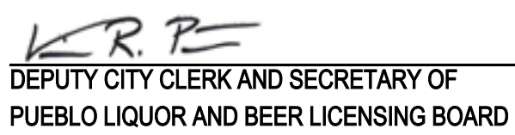 DEPUTY CITY CLERK AND SECRETARY OF
PUEBLO LIQUOR AND BEER LICENSING BOARD